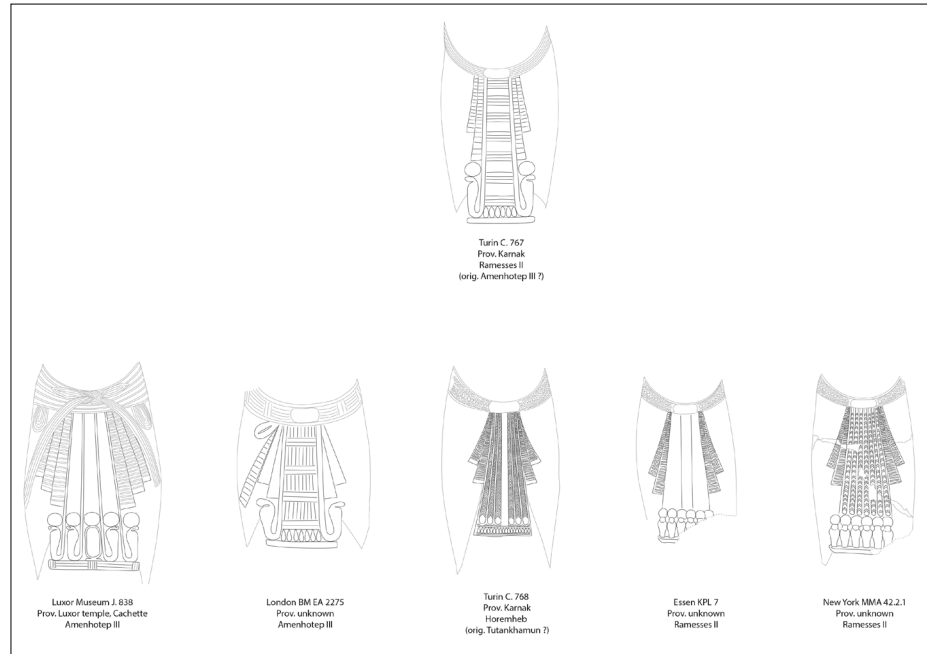 Turin C. 767
Prov. Karnak
Ramesses II
(orig. Amenhotep III ?)
Luxor Museum J. 838
Prov. Luxor temple, Cachette
Amenhotep III
London BM EA 2275
Prov. unknown
Amenhotep III
Turin C. 768
Prov. Karnak
Horemheb
(orig. Tutankhamun ?)
Essen KPL 7
Prov. unknown
Ramesses II
New York MMA 42.2.1
Prov. unknown
Ramesses II